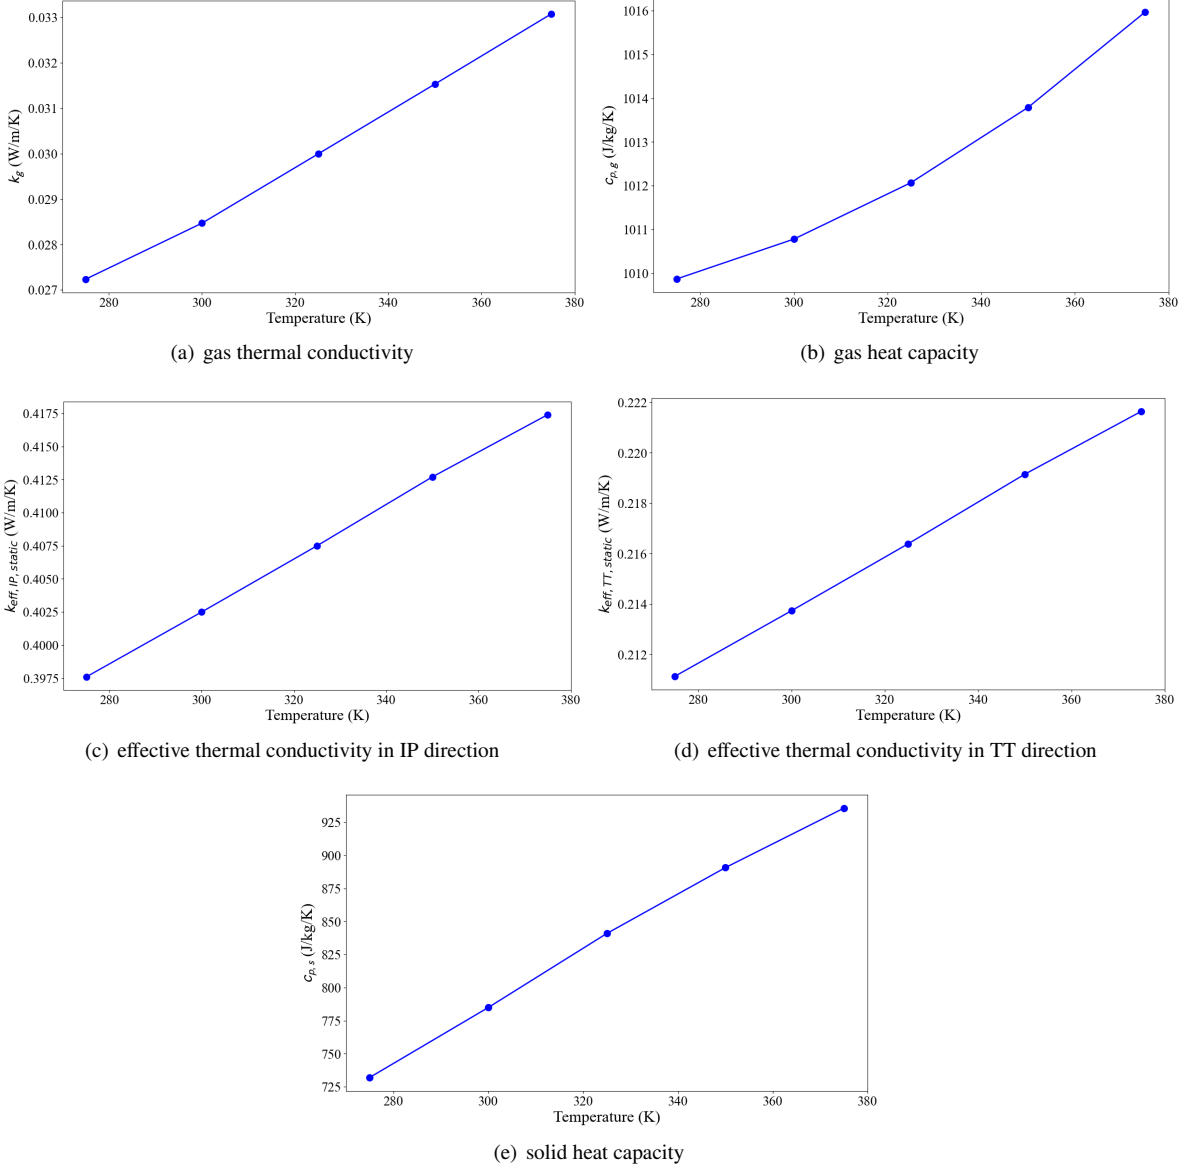 0.033
0.032
0.031
0.030
0.029
0.028
0.027
k_g (W/m/K)
280 300 320 340 360 380
Temperature (K)
(a) gas thermal conductivity
1016
1015
1014
1013
1012
1011
1010
c_{p,g} (J/kg/K)
280 300 320 340 360 380
Temperature (K)
(b) gas heat capacity
0.4175
0.4150
0.4125
0.4100
0.4075
0.4050
0.4025
0.4000
0.3975
k_{eff,IP,static} (W/m/K)
280 300 320 340 360 380
Temperature (K)
(c) effective thermal conductivity in IP direction
0.222
0.220
0.218
0.216
0.214
0.212
k_{eff,TT,static} (W/m/K)
280 300 320 340 360 380
Temperature (K)
(d) effective thermal conductivity in TT direction
925
900
875
850
825
800
775
750
725
c_{p,s} (J/kg/K)
280 300 320 340 360 380
Temperature (K)
(e) solid heat capacity